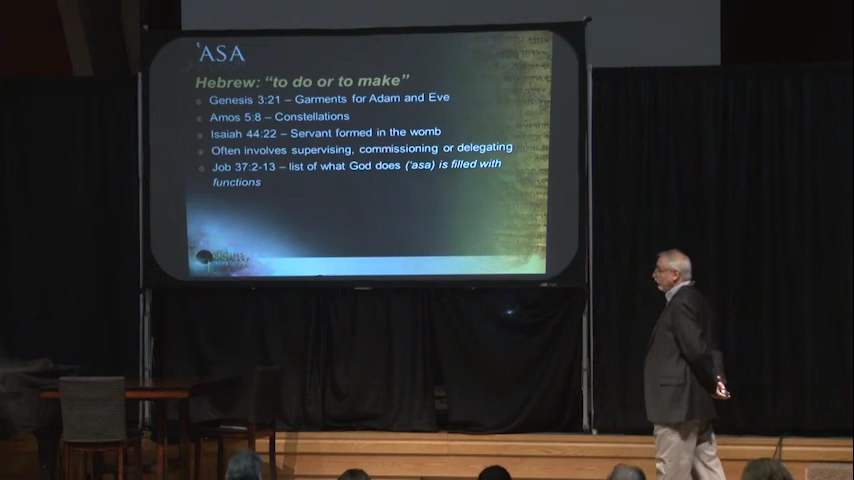 'ASA
Hebrew: “to do or to make”
Genesis 3:21 – Garments for Adam and Eve
Amos 5:8 – Constellations
Isaiah 44:22 – Servant formed in the womb
Often involves supervising, commissioning or delegating
Job 37:2-13 – list of what God does ('asa) is filled with
functions